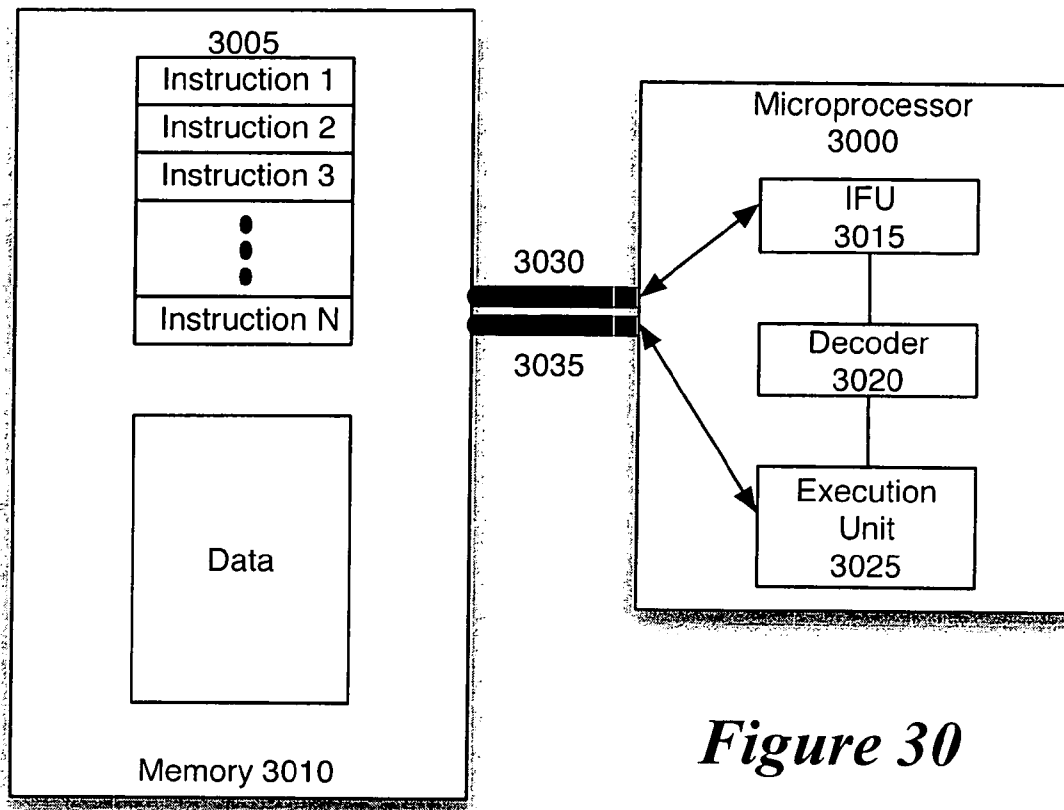 3005
Instruction 1
Instruction 2
Instruction 3
Instruction N
Data
Memory 3010
3030
3035
Microprocessor
3000
IFU
3015
Decoder
3020
Execution
Unit
3025
Figure 30